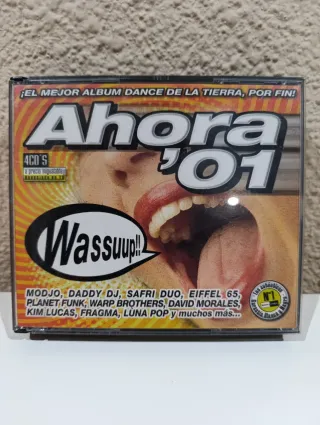 ¡EL MEJOR ALBUM DANCE DE LA TIERRA, POR FIN!
Ahora
'01
4CD'S
Wassuup!!
MODJO, DADDY DJ, SAFRI DUO, EIFFEL 65,
PLANET FUNK, WARP BROTHERS, DAVID MORALES,
KIM LUCAS, FRAGMA, LUNA POP y muchos más...
Nº1